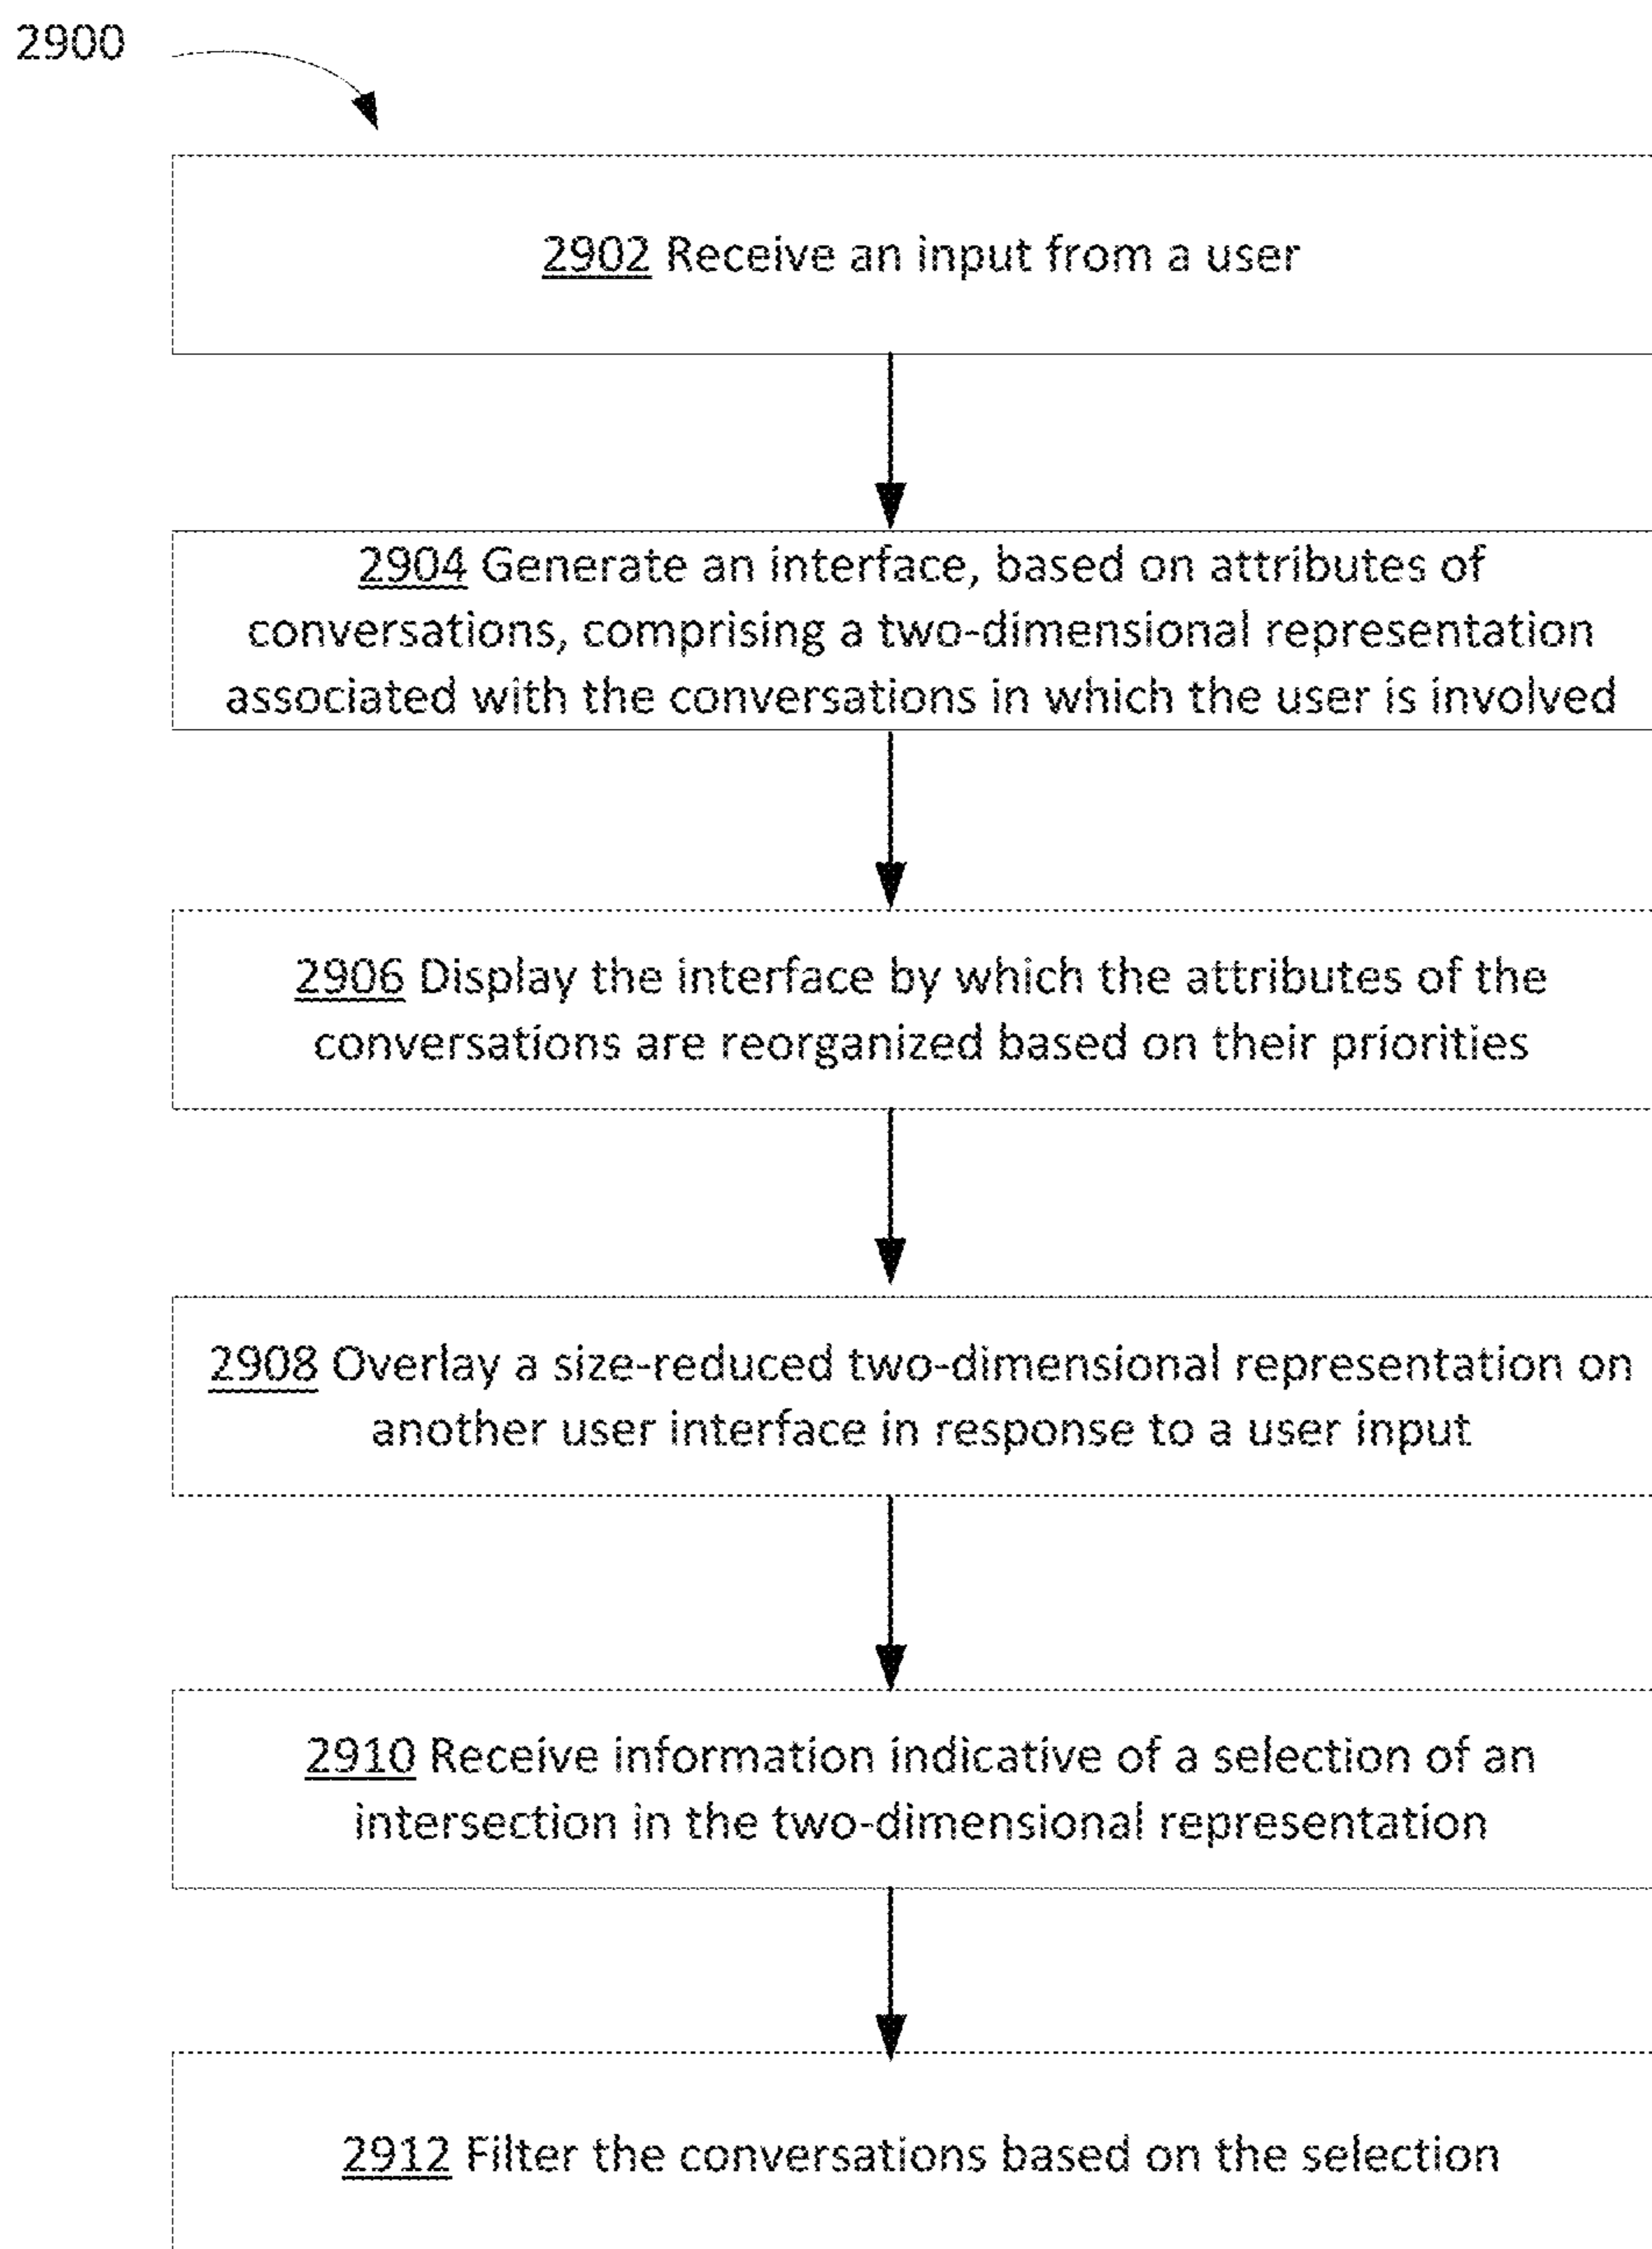 2900
2902 Receive an input from a user
2904 Generate an interface, based on attributes of
conversations, comprising a two-dimensional representation
associated with the conversations in which the user is involved
2906 Display the interface by which the attributes of the
conversations are reorganized based on their priorities
2908 Overlay a size-reduced two-dimensional representation on
another user interface in response to a user input
2910 Receive information indicative of a selection of an
intersection in the two-dimensional representation
2912 Filter the conversations based on the selection